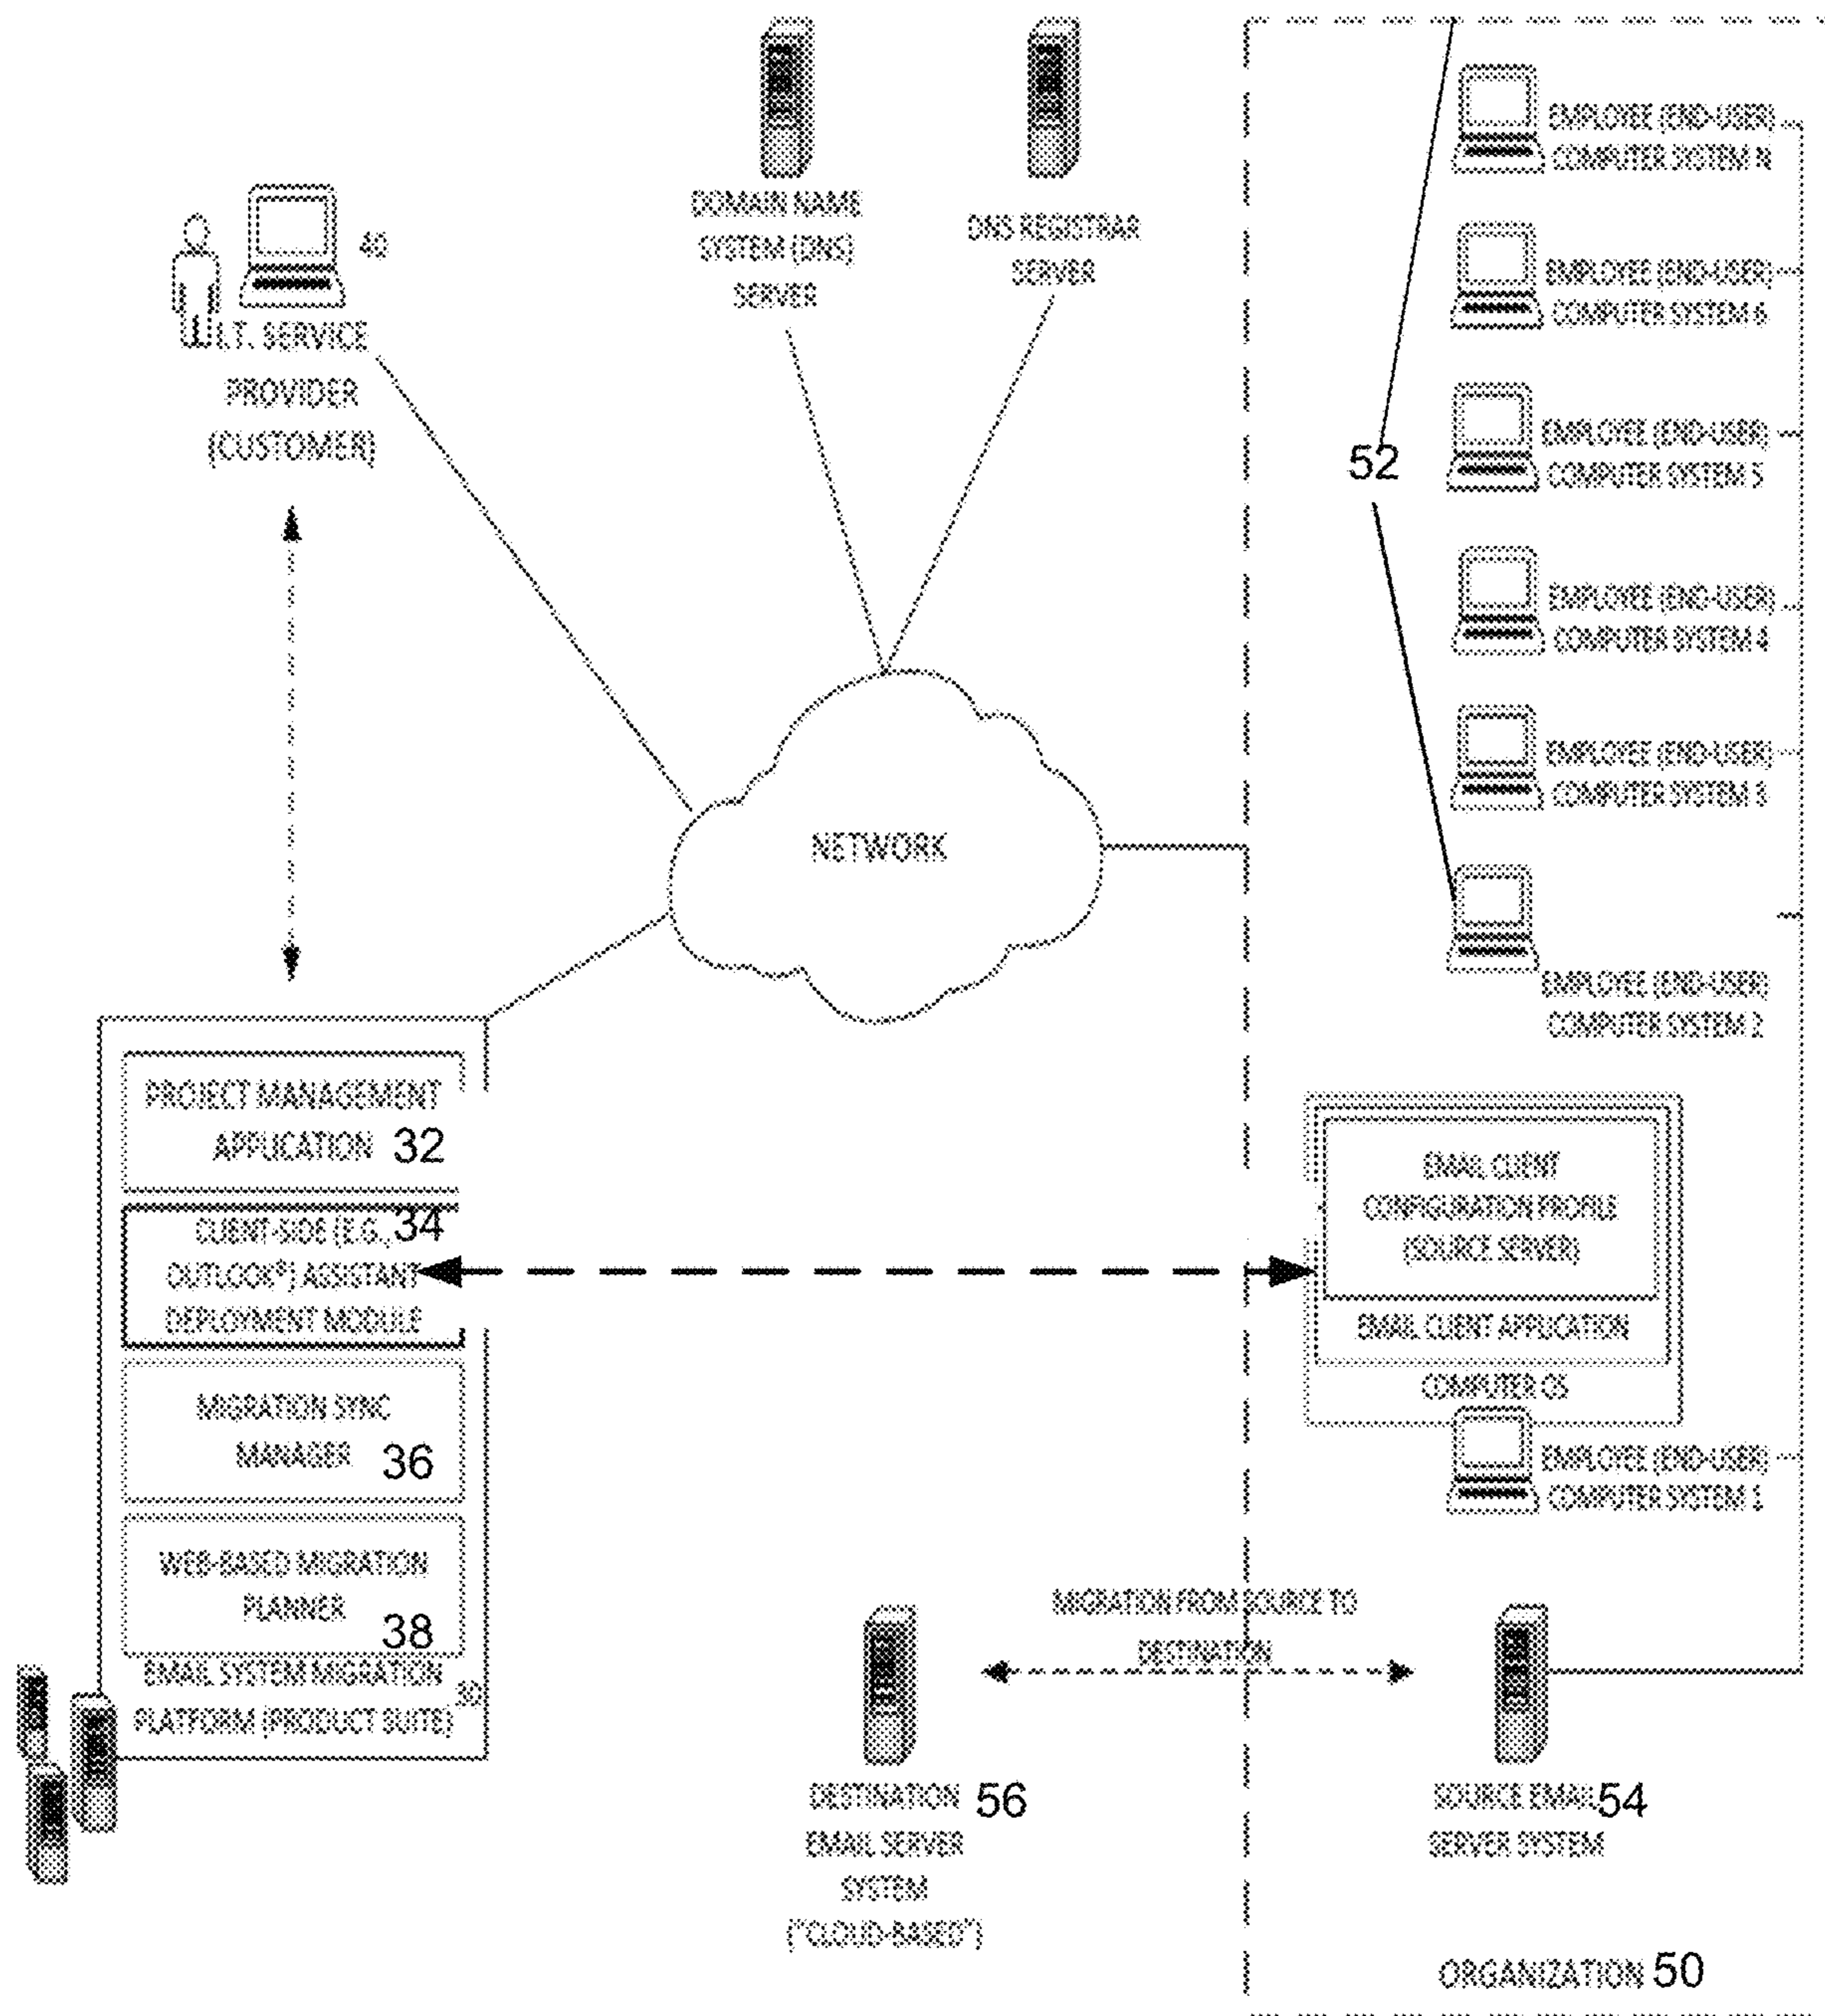 DOMAIN NAME
SYSTEM (DNS)
SERVER
DNS REGISTRAR
SERVER
40
I.T. SERVICE
PROVIDER
(CUSTOMER)
NETWORK
PROJECT MANAGEMENT
APPLICATION 32
CLIENT-SIDE (E.G., 34
OUTLOOK®) ASSISTANT
DEPLOYMENT MODULE
MIGRATION SYNC
MANAGER 36
WEB-BASED MIGRATION
PLANNER
38
EMAIL SYSTEM MIGRATION
PLATFORM (PRODUCT SUITE) 30
EMPLOYEE (END-USER)
COMPUTER SYSTEM N
EMPLOYEE (END-USER)
COMPUTER SYSTEM 6
52
EMPLOYEE (END-USER)
COMPUTER SYSTEM 5
EMPLOYEE (END-USER)
COMPUTER SYSTEM 4
EMPLOYEE (END-USER)
COMPUTER SYSTEM 3
EMPLOYEE (END-USER)
COMPUTER SYSTEM 2
EMAIL CLIENT
CONFIGURATION PROFILE
(SOURCE SERVER)
EMAIL CLIENT APPLICATION
COMPUTER OS
EMPLOYEE (END-USER)
COMPUTER SYSTEM 1
MIGRATION FROM SOURCE TO
DESTINATION
DESTINATION 56
EMAIL SERVER
SYSTEM
("CLOUD-BASED")
SOURCE EMAIL 54
SERVER SYSTEM
ORGANIZATION 50